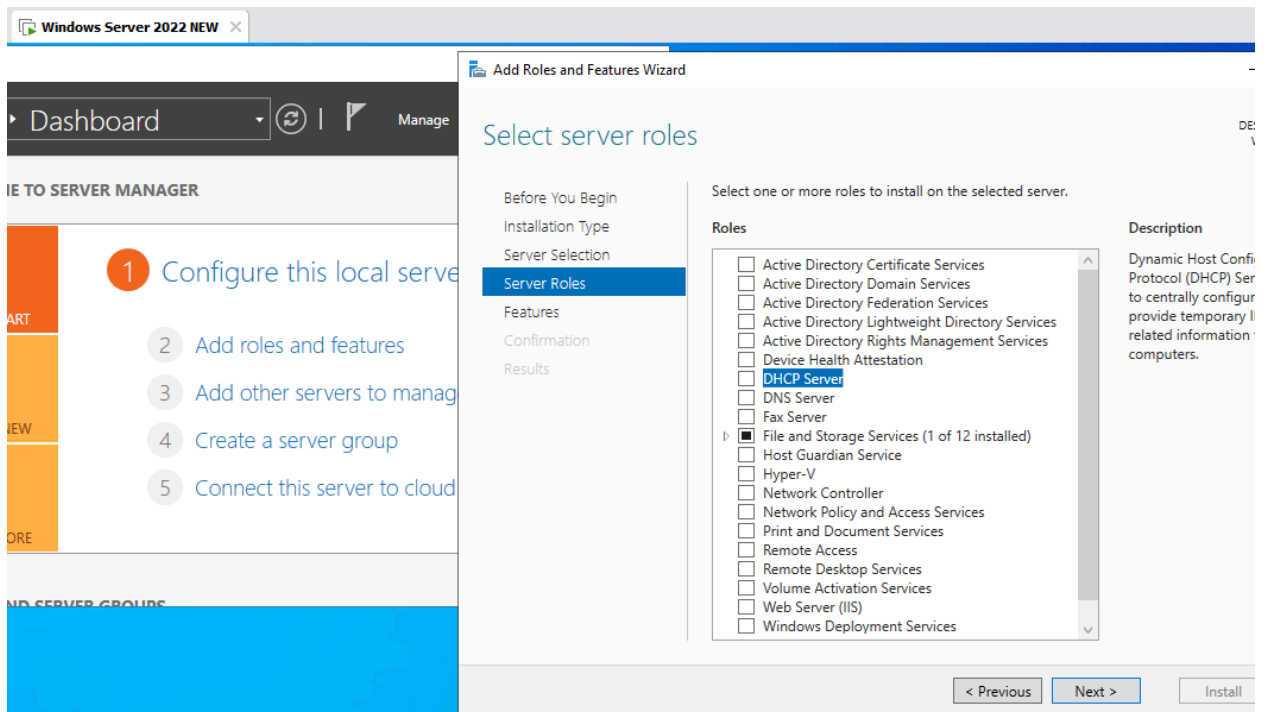 Windows Server 2022 NEW
Add Roles and Features Wizard
Dashboard
Manage
Select server roles
TO SERVER MANAGER
Before You Begin
Installation Type
Server Selection
Server Roles
Features
Confirmation
Results
Select one or more roles to install on the selected server.
Roles
Active Directory Certificate Services
Active Directory Domain Services
Active Directory Federation Services
Active Directory Lightweight Directory Services
Active Directory Rights Management Services
Device Health Attestation
DHCP Server
DNS Server
Fax Server
File and Storage Services (1 of 12 installed)
Host Guardian Service
Hyper-V
Network Controller
Network Policy and Access Services
Print and Document Services
Remote Access
Remote Desktop Services
Volume Activation Services
Web Server (IIS)
Windows Deployment Services
Description
Dynamic Host Confi
Protocol (DHCP) Ser
to centrally configur
provide temporary I
related information
computers.
1 Configure this local serve
2 Add roles and features
3 Add other servers to manag
4 Create a server group
5 Connect this server to cloud
ART
EW
ORE
SERVER GROUPS
< Previous
Next >
Install